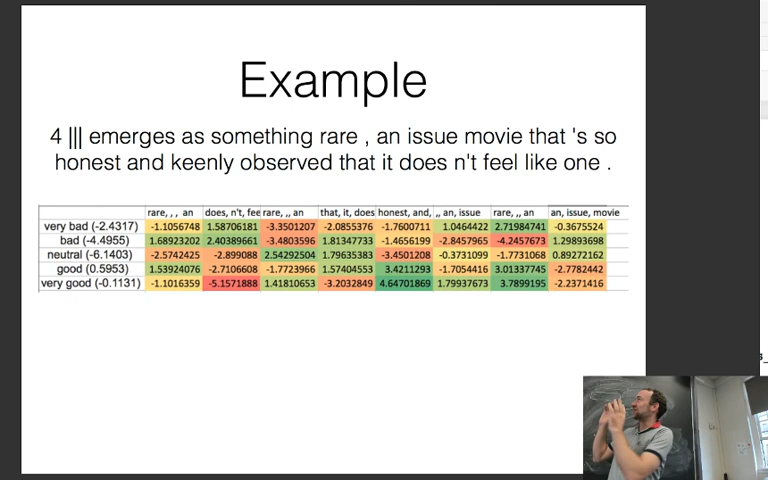 Example
4 ||| emerges as something rare , an issue movie that 's so
honest and keenly observed that it does n't feel like one .
rare, , , an does, n't, fee rare, ,, an that, it, does honest, and, ,, an, issue rare, ,, an an, issue, movie
very bad (-2.4317) -1.1056748 1.58706181 -3.3501207 -2.0855376 -1.7600711 1.0464422 2.71984741 -0.3675524
bad (-4.4955) 1.68923202 2.40389661 -3.4803596 1.81347733 -1.4656199 -2.8457965 -4.2457673 1.29893698
neutral (-6.1403) -2.5742425 -2.899088 2.54292504 1.79635383 -3.4501208 -0.3731099 -1.7731068 0.89272162
good (0.5953) 1.53924076 -2.7106608 -1.7723966 1.57404553 3.4211293 -1.7054416 3.01337745 -2.7782442
very good (-0.1131) -1.1016359 -5.1571888 1.41810653 -3.2032849 4.64701869 1.79937673 3.7899195 -2.2371416